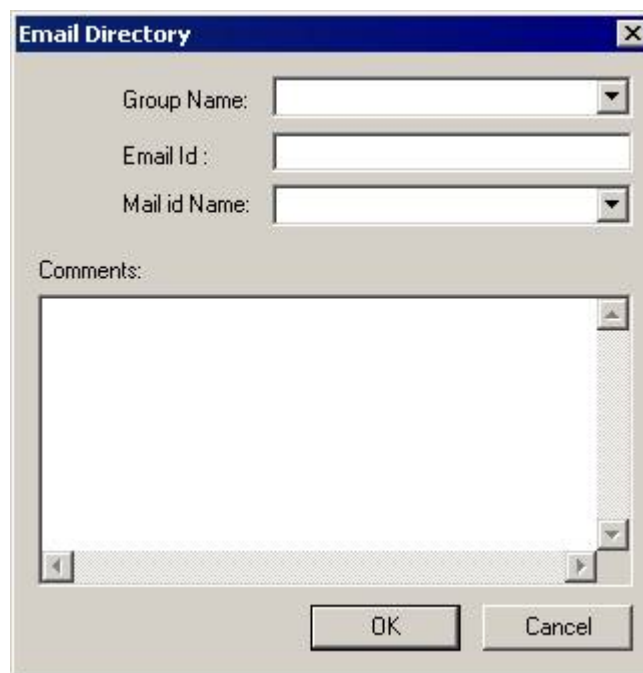 Email Directory
Group Name:
Email Id :
Mail id Name:
Comments:
OK Cancel